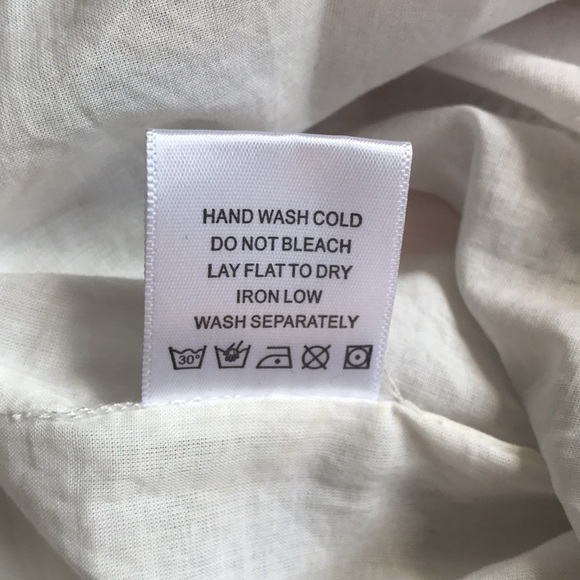 HAND WASH COLD
DO NOT BLEACH
LAY FLAT TO DRY
IRON LOW
WASH SEPARATELY
30°